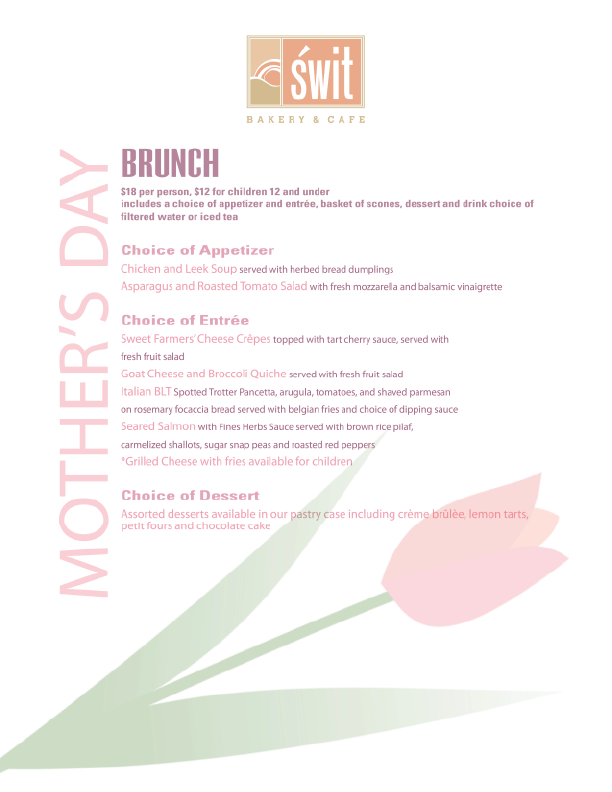 świt
BAKERY & CAFE
MOTHER'S DAY
BRUNCH
$18 per person, $12 for children 12 and under
includes a choice of appetizer and entrée, basket of scones, dessert and drink choice of
filtered water or iced tea
Choice of Appetizer
Chicken and Leek Soup served with herbed bread dumplings
Asparagus and Roasted Tomato Salad with fresh mozzarella and balsamic vinaigrette
Choice of Entrée
Sweet Farmers' Cheese Crêpes topped with tart cherry sauce, served with
fresh fruit salad
Goat Cheese and Broccoli Quiche served with fresh fruit salad
Italian BLT Spotted Trotter Pancetta, arugula, tomatoes, and shaved parmesan
on rosemary focaccia bread served with belgian fries and choice of dipping sauce
Seared Salmon with Fines Herbs Sauce served with brown rice pilaf,
carmelized shallots, sugar snap peas and roasted red peppers
*Grilled Cheese with fries available for children
Choice of Dessert
Assorted desserts available in our pastry case including crème brûlée, lemon tarts,
petit fours and chocolate cake